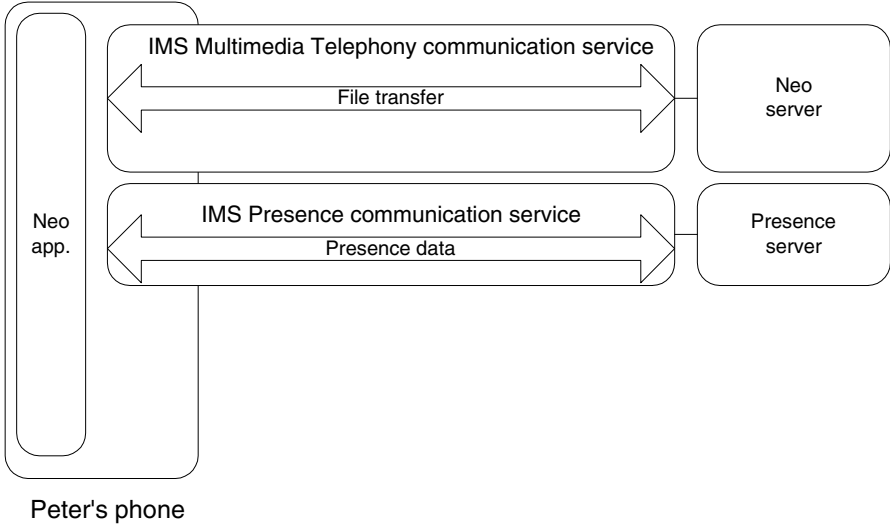 IMS Multimedia Telephony communication service
File transfer
Neo
server
IMS Presence communication service
Presence data
Presence
server
Neo
app.
Peter's phone